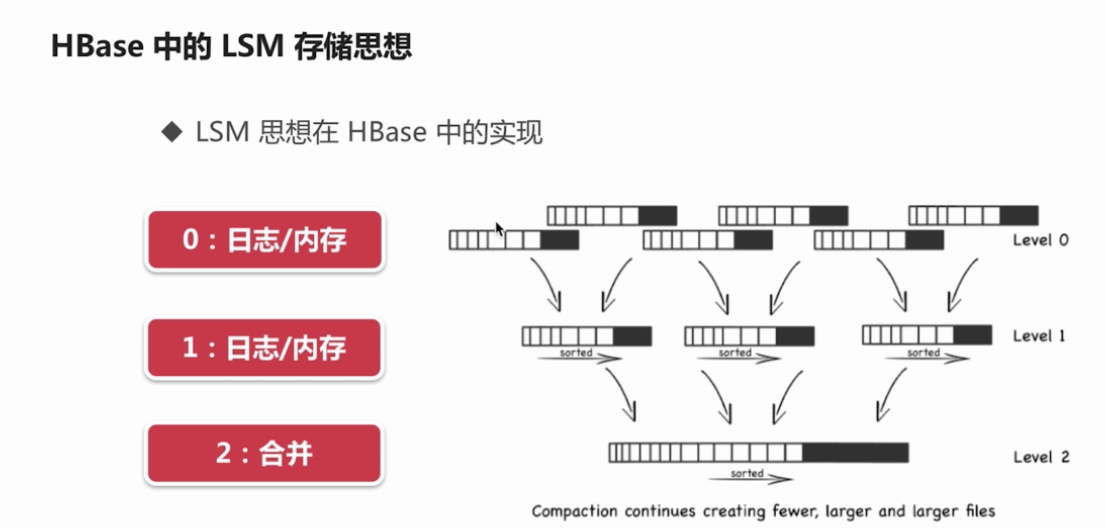 HBase 中的 LSM 存储思想
◆ LSM 思想在 HBase 中的实现
0：日志/内存
Level 0
1：日志/内存
Level 1
sorted
sorted
sorted
2：合并
Level 2
sorted
Compaction continues creating fewer, larger and larger files